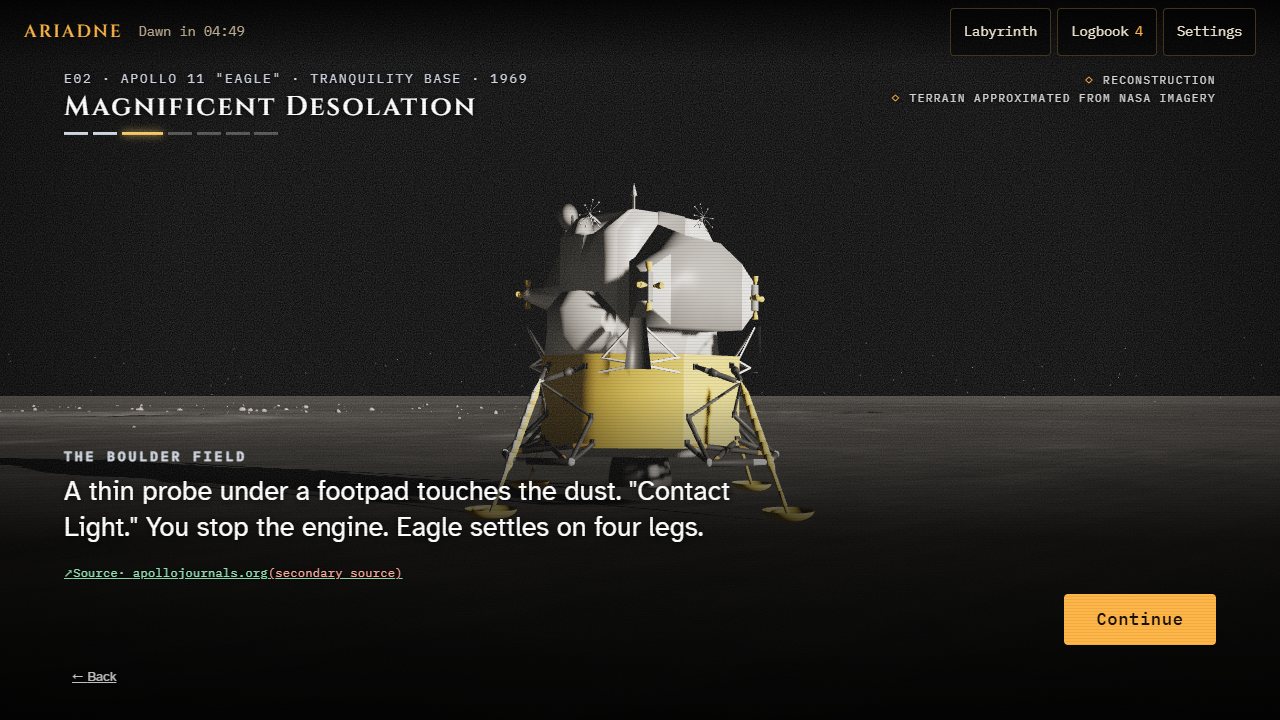 ARIADNE Dawn in 04:49 Labyrinth Logbook 4 Settings
E02 · APOLLO 11 "EAGLE" · TRANQUILITY BASE · 1969
MAGNIFICENT DESOLATION
◇ RECONSTRUCTION
◇ TERRAIN APPROXIMATED FROM NASA IMAGERY
THE BOULDER FIELD
A thin probe under a footpad touches the dust. "Contact
Light." You stop the engine. Eagle settles on four legs.
↗Source· apollojournals.org(secondary source)
Continue
← Back